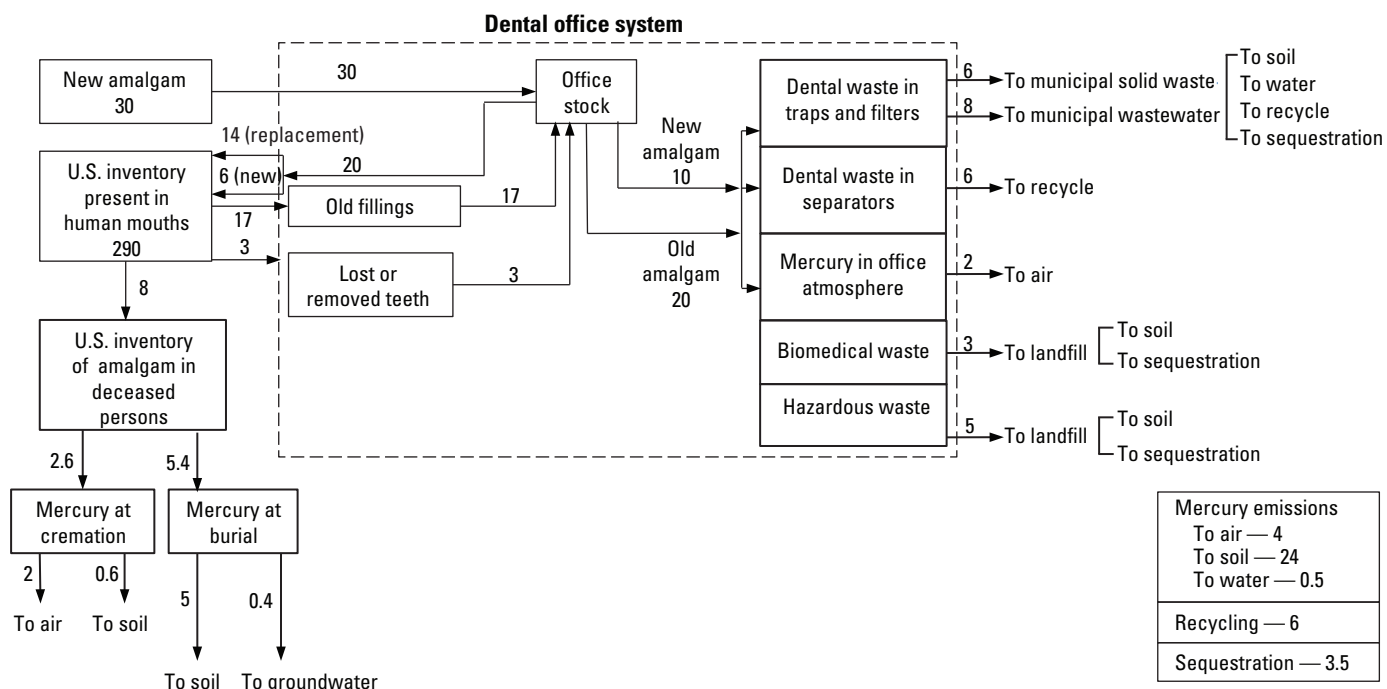 Dental office system
New amalgam
30
30
Office
stock
14 (replacement)
6 (new)
20
U.S. inventory
present in
human mouths
290
17
3
Old fillings
17
Lost or
removed teeth
3
New
amalgam
10
Old
amalgam
20
Dental waste in
traps and filters
6
To municipal solid waste
8
To municipal wastewater
To soil
To water
To recycle
To sequestration
Dental waste in
separators
6
To recycle
Mercury in office
atmosphere
2
To air
Biomedical waste
3
To landfill
To soil
To sequestration
Hazardous waste
5
To landfill
To soil
To sequestration
8
U.S. inventory
of amalgam in
deceased
persons
2.6
5.4
Mercury at
cremation
Mercury at
burial
2
0.6
5
0.4
To air
To soil
To soil
To groundwater
Mercury emissions
To air — 4
To soil — 24
To water — 0.5
Recycling — 6
Sequestration — 3.5